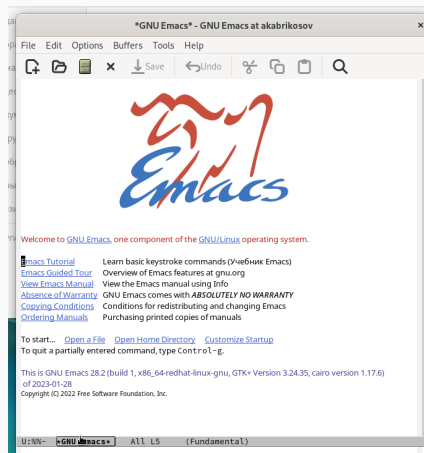 *GNU Emacs* - GNU Emacs at akabrikosov
File Edit Options Buffers Tools Help
Save Undo
Emacs
Welcome to GNU Emacs, one component of the GNU/Linux operating system.
Emacs Tutorial Learn basic keystroke commands (Учебник Emacs)
Emacs Guided Tour Overview of Emacs features at gnu.org
View Emacs Manual View the Emacs manual using Info
Absence of Warranty GNU Emacs comes with ABSOLUTELY NO WARRANTY
Copying Conditions Conditions for redistributing and changing Emacs
Ordering Manuals Purchasing printed copies of manuals
To start... Open a File Open Home Directory Customize Startup
To quit a partially entered command, type Control-g.
This is GNU Emacs 28.2 (build 1, x86_64-redhat-linux-gnu, GTK+ Version 3.24.35, cairo version 1.17.6)
of 2023-01-28
Copyright (C) 2022 Free Software Foundation, Inc.
U:%%- *GNU Emacs* All L5 (Fundamental)